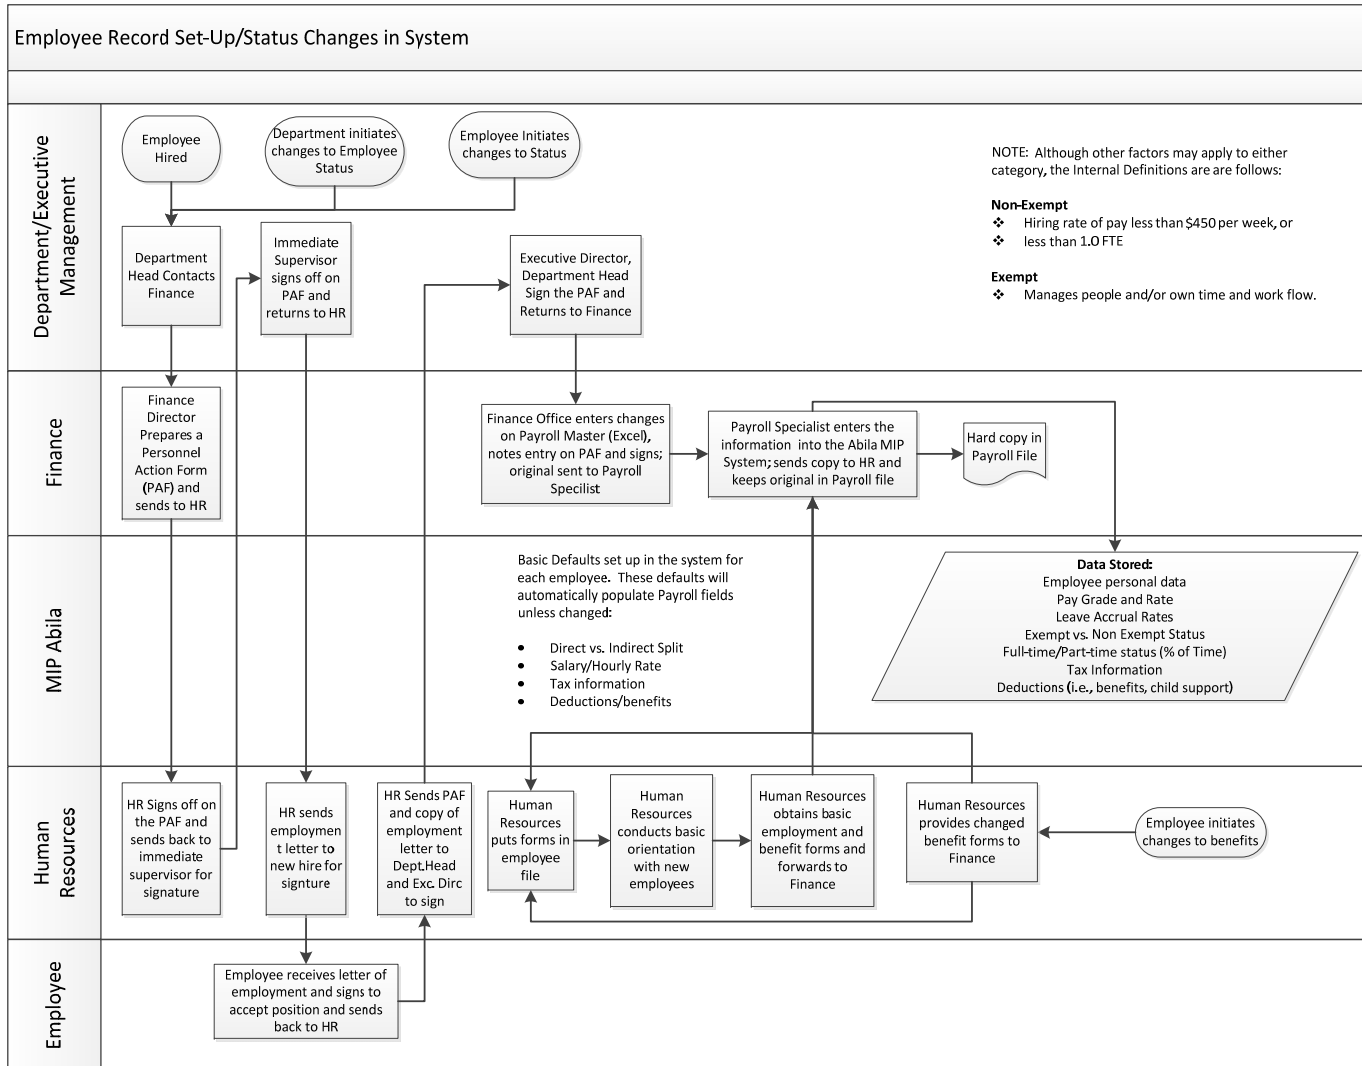 Employee Record Set-Up/Status Changes in System
Department/Executive
Management
Employee
Hired
Department initiates
changes to Employee
Status
Employee Initiates
changes to Status
NOTE: Although other factors may apply to either
category, the Internal Definitions are are follows:
Non-Exempt
❖ Hiring rate of pay less than $450 per week, or
❖ less than 1.0 FTE
Exempt
❖ Manages people and/or own time and work flow.
Department
Head Contacts
Finance
Immediate
Supervisor
signs off on
PAF and
returns to HR
Executive Director,
Department Head
Sign the PAF and
Returns to Finance
Finance
Finance
Director
Prepares a
Personnel
Action Form
(PAF) and
sends to HR
Finance Office enters changes
on Payroll Master (Excel),
notes entry on PAF and signs;
original sent to Payroll
Specilist
Payroll Specialist enters the
information into the Abila MIP
System; sends copy to HR and
keeps original in Payroll file
Hard copy in
Payroll File
MIP Abila
Basic Defaults set up in the system for
each employee. These defaults will
automatically populate Payroll fields
unless changed:
• Direct vs. Indirect Split
• Salary/Hourly Rate
• Tax information
• Deductions/benefits
Data Stored:
Employee personal data
Pay Grade and Rate
Leave Accrual Rates
Exempt vs. Non Exempt Status
Full-time/Part-time status (% of Time)
Tax Information
Deductions (i.e., benefits, child support)
Human
Resources
HR Signs off on
the PAF and
sends back to
immediate
supervisor for
signature
HR sends
employmen
t letter to
new hire for
signture
HR Sends PAF
and copy of
employment
letter to
Dept.Head
and Exc. Dirc
to sign
Human
Resources
puts forms in
employee
file
Human
Resources
conducts basic
orientation
with new
employees
Human Resources
obtains basic
employment and
benefit forms and
forwards to
Finance
Human Resources
provides changed
benefit forms to
Finance
Employee initiates
changes to benefits
Employee
Employee receives letter of
employment and signs to
accept position and sends
back to HR